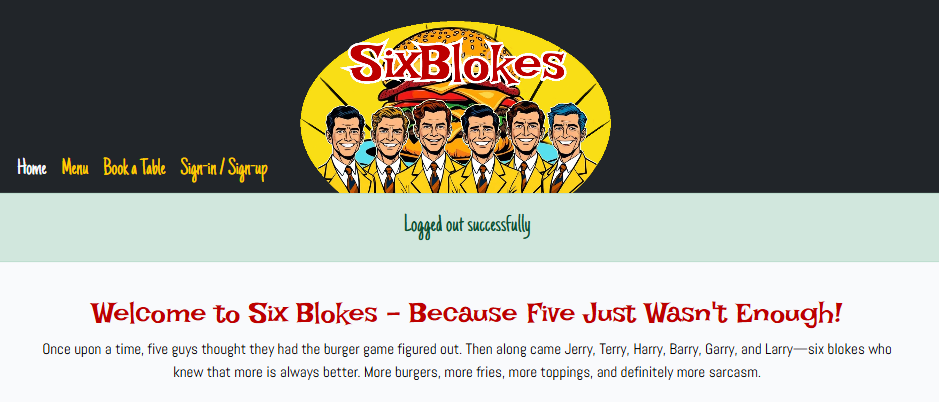 SixBlokes
Home Menu Book a Table Sign-in / Sign-up
Logged out successfully
Welcome to Six Blokes - Because Five Just Wasn't Enough!
Once upon a time, five guys thought they had the burger game figured out. Then along came Jerry, Terry, Harry, Barry, Garry, and Larry—six blokes who
knew that more is always better. More burgers, more fries, more toppings, and definitely more sarcasm.